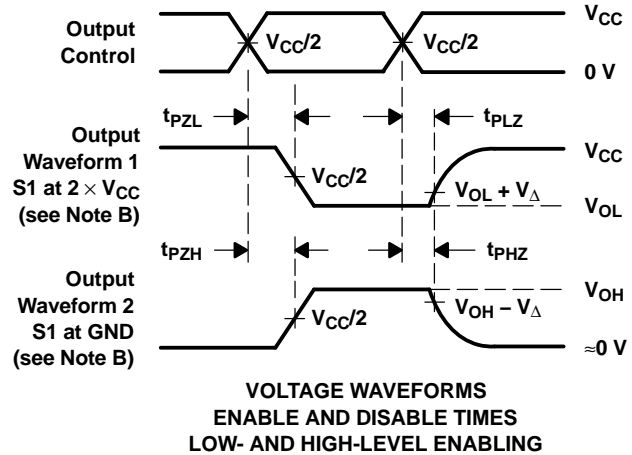 Output
Control
V_CC/2
V_CC/2
V_CC
0 V
t_PZL
t_PLZ
Output
Waveform 1
S1 at 2 × V_CC
(see Note B)
V_CC/2
V_OL + V_Δ
V_CC
V_OL
t_PZH
t_PHZ
Output
Waveform 2
S1 at GND
(see Note B)
V_CC/2
V_OH – V_Δ
V_OH
≈0 V
VOLTAGE WAVEFORMS
ENABLE AND DISABLE TIMES
LOW- AND HIGH-LEVEL ENABLING